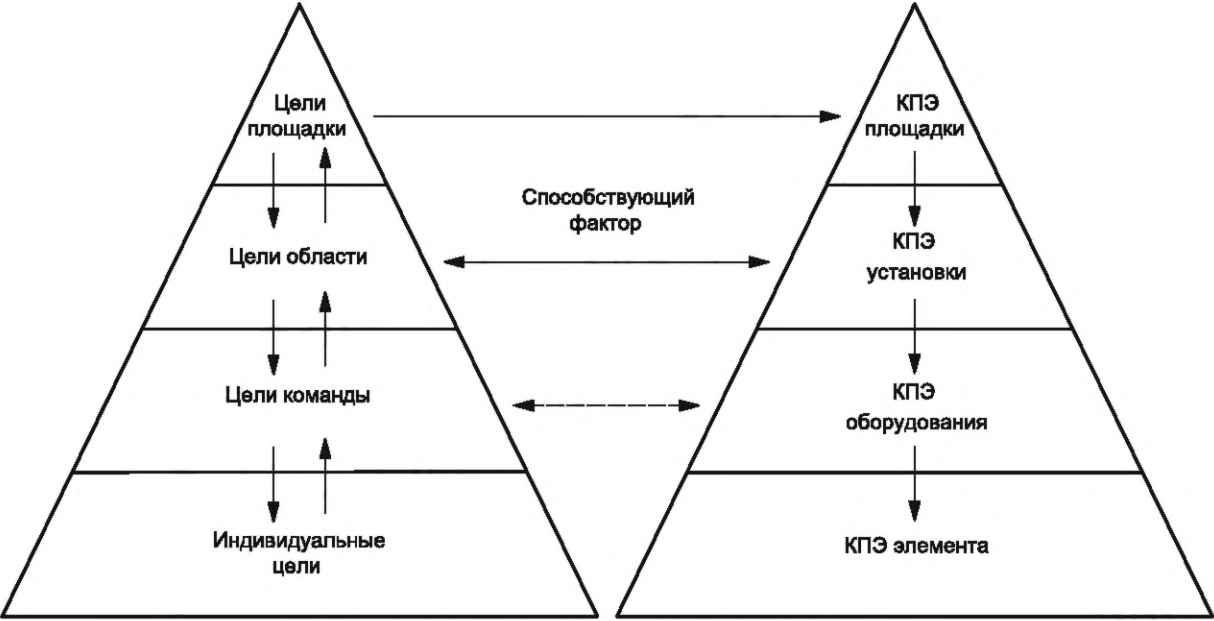 Цели
площадки
КПЭ
площадки
Способствующий
фактор
Цели области
КПЭ
установки
Цели команды
КПЭ
оборудования
Индивидуальные
цели
КПЭ элемента